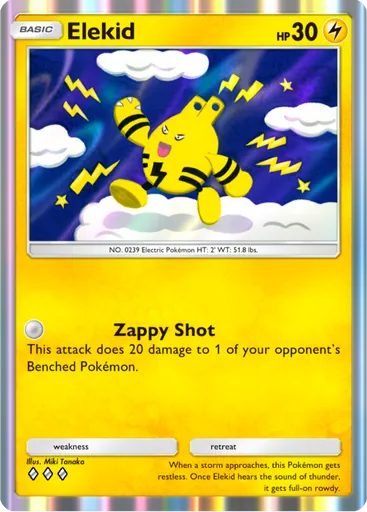 BASIC Elekid HP 30
NO. 0239 Electric Pokémon HT: 2' WT: 51.8 lbs.
Zappy Shot
This attack does 20 damage to 1 of your opponent's
Benched Pokémon.
weakness retreat
Illus. Miki Tanaka
When a storm approaches, this Pokémon gets
restless. Once Elekid hears the sound of thunder,
it gets full-on rowdy.